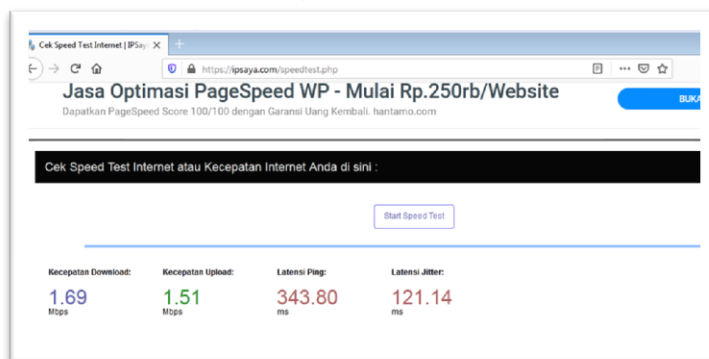 Cek Speed Test Internet | IPSay
https://ipsaya.com/speedtest.php
Jasa Optimasi PageSpeed WP - Mulai Rp.250rb/Website
Dapatkan PageSpeed Score 100/100 dengan Garansi Uang Kembali. hantamo.com
BUKA
Cek Speed Test Internet atau Kecepatan Internet Anda di sini :
Start Speed Test
Kecepatan Download: Kecepatan Upload: Latensi Ping: Latensi Jitter:
1.69 1.51 343.80 121.14
Mbps Mbps ms ms